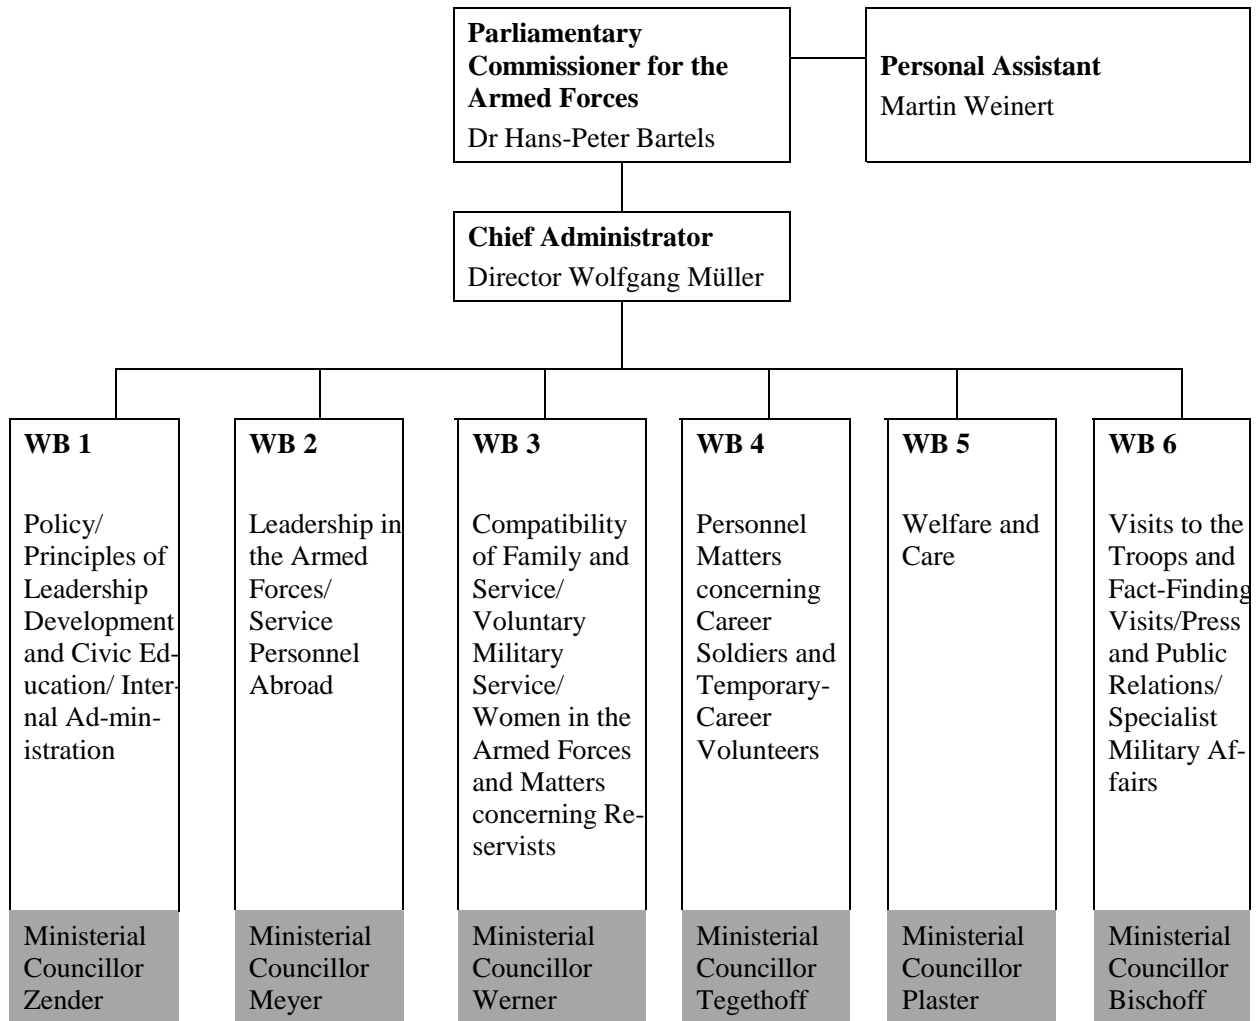 Parliamentary
Commissioner for the
Armed Forces
Dr Hans-Peter Bartels
Personal Assistant
Martin Weinert
Chief Administrator
Director Wolfgang Müller
WB 1
Policy/
Principles of
Leadership
Development
and Civic Ed-
ucation/ Inter-
nal Ad-min-
istration
Ministerial
Councillor
Zender
WB 2
Leadership in
the Armed
Forces/
Service
Personnel
Abroad
Ministerial
Councillor
Meyer
WB 3
Compatibility
of Family and
Service/
Voluntary
Military
Service/
Women in the
Armed Forces
and Matters
concerning Re-
servists
Ministerial
Councillor
Werner
WB 4
Personnel
Matters
concerning
Career
Soldiers and
Temporary-
Career
Volunteers
Ministerial
Councillor
Tegethoff
WB 5
Welfare and
Care
Ministerial
Councillor
Plaster
WB 6
Visits to the
Troops and
Fact-Finding
Visits/Press
and Public
Relations/
Specialist
Military Af-
fairs
Ministerial
Councillor
Bischoff